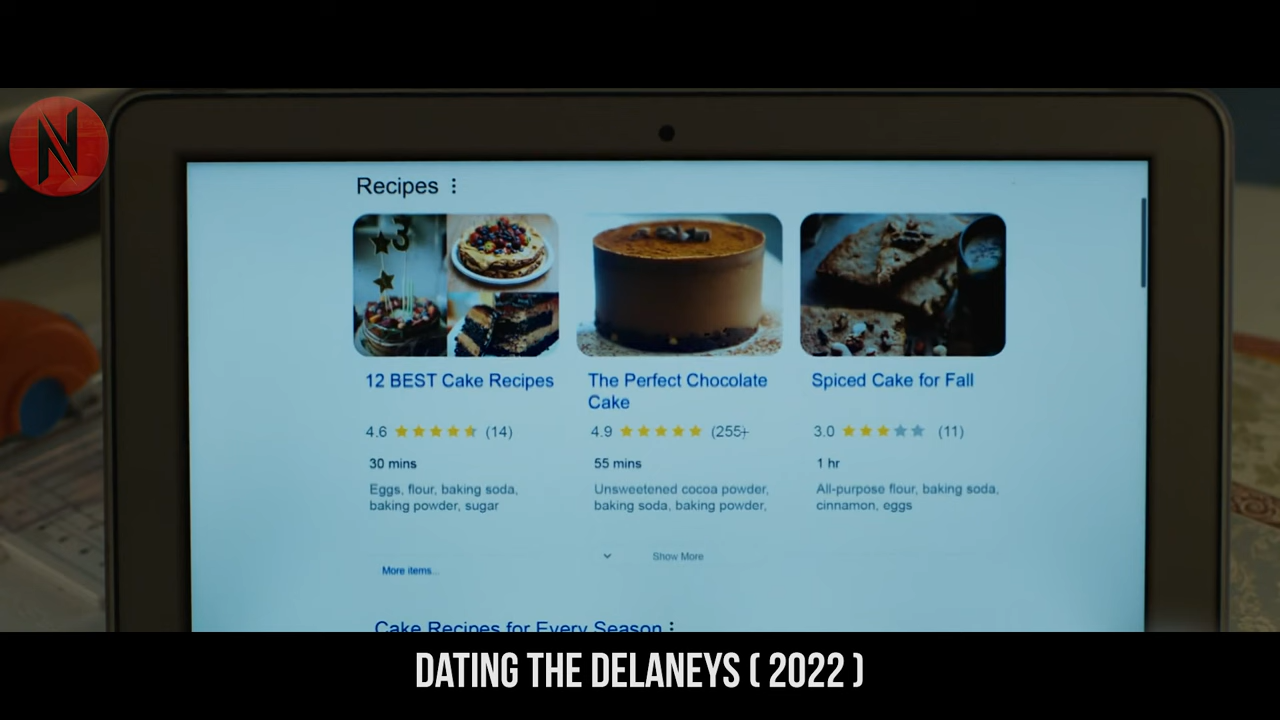 N
Recipes
12 BEST Cake Recipes
4.6 (14)
30 mins
Eggs, flour, baking soda,
baking powder, sugar
The Perfect Chocolate
Cake
4.9 (255+
55 mins
Unsweetened cocoa powder,
baking soda, baking powder,
Spiced Cake for Fall
3.0 (11)
1 hr
All-purpose flour, baking soda,
cinnamon, eggs
Show More
More items...
Cake Recipes for Every Season
DATING THE DELANEYS ( 2022 )
3